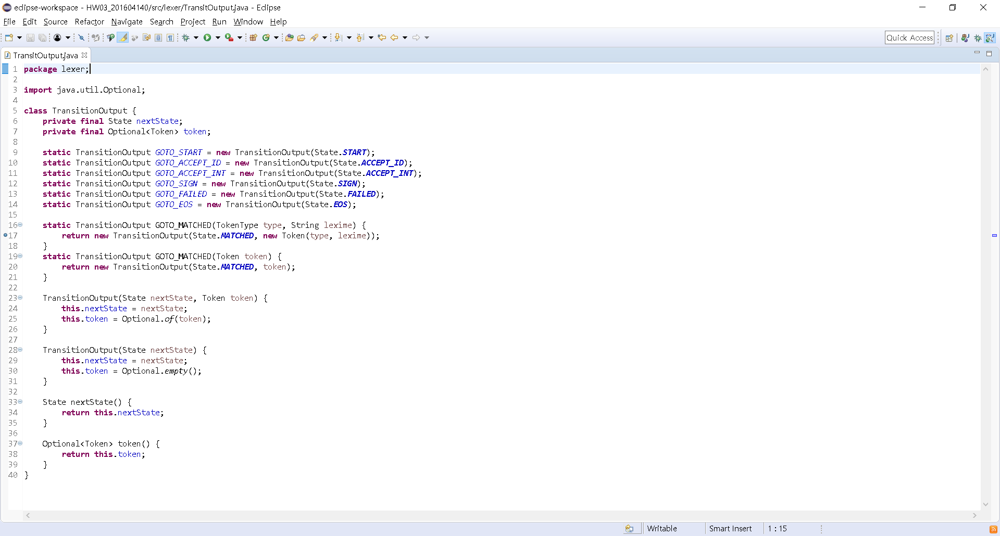 eclipse-workspace - HW03_201604140/src/lexer/TransitOutput.java - Eclipse
File Edit Source Refactor Navigate Search Project Run Window Help
Quick Access
TransitOutput.java
1 package lexer;
2
3 import java.util.Optional;
4
5 class TransitionOutput {
6     private final State nextState;
7     private final Optional<Token> token;
8
9     static TransitionOutput GOTO_START = new TransitionOutput(State.START);
10     static TransitionOutput GOTO_ACCEPT_ID = new TransitionOutput(State.ACCEPT_ID);
11     static TransitionOutput GOTO_ACCEPT_INT = new TransitionOutput(State.ACCEPT_INT);
12     static TransitionOutput GOTO_SIGN = new TransitionOutput(State.SIGN);
13     static TransitionOutput GOTO_FAILED = new TransitionOutput(State.FAILED);
14     static TransitionOutput GOTO_EOS = new TransitionOutput(State.EOS);
15
16     static TransitionOutput GOTO_MATCHED(TokenType type, String lexime) {
17         return new TransitionOutput(State.MATCHED, new Token(type, lexime));
18     }
19     static TransitionOutput GOTO_MATCHED(Token token) {
20         return new TransitionOutput(State.MATCHED, token);
21     }
22
23     TransitionOutput(State nextState, Token token) {
24         this.nextState = nextState;
25         this.token = Optional.of(token);
26     }
27
28     TransitionOutput(State nextState) {
29         this.nextState = nextState;
30         this.token = Optional.empty();
31     }
32
33     State nextState() {
34         return this.nextState;
35     }
36
37     Optional<Token> token() {
38         return this.token;
39     }
40 }
Writable Smart Insert 1 : 15